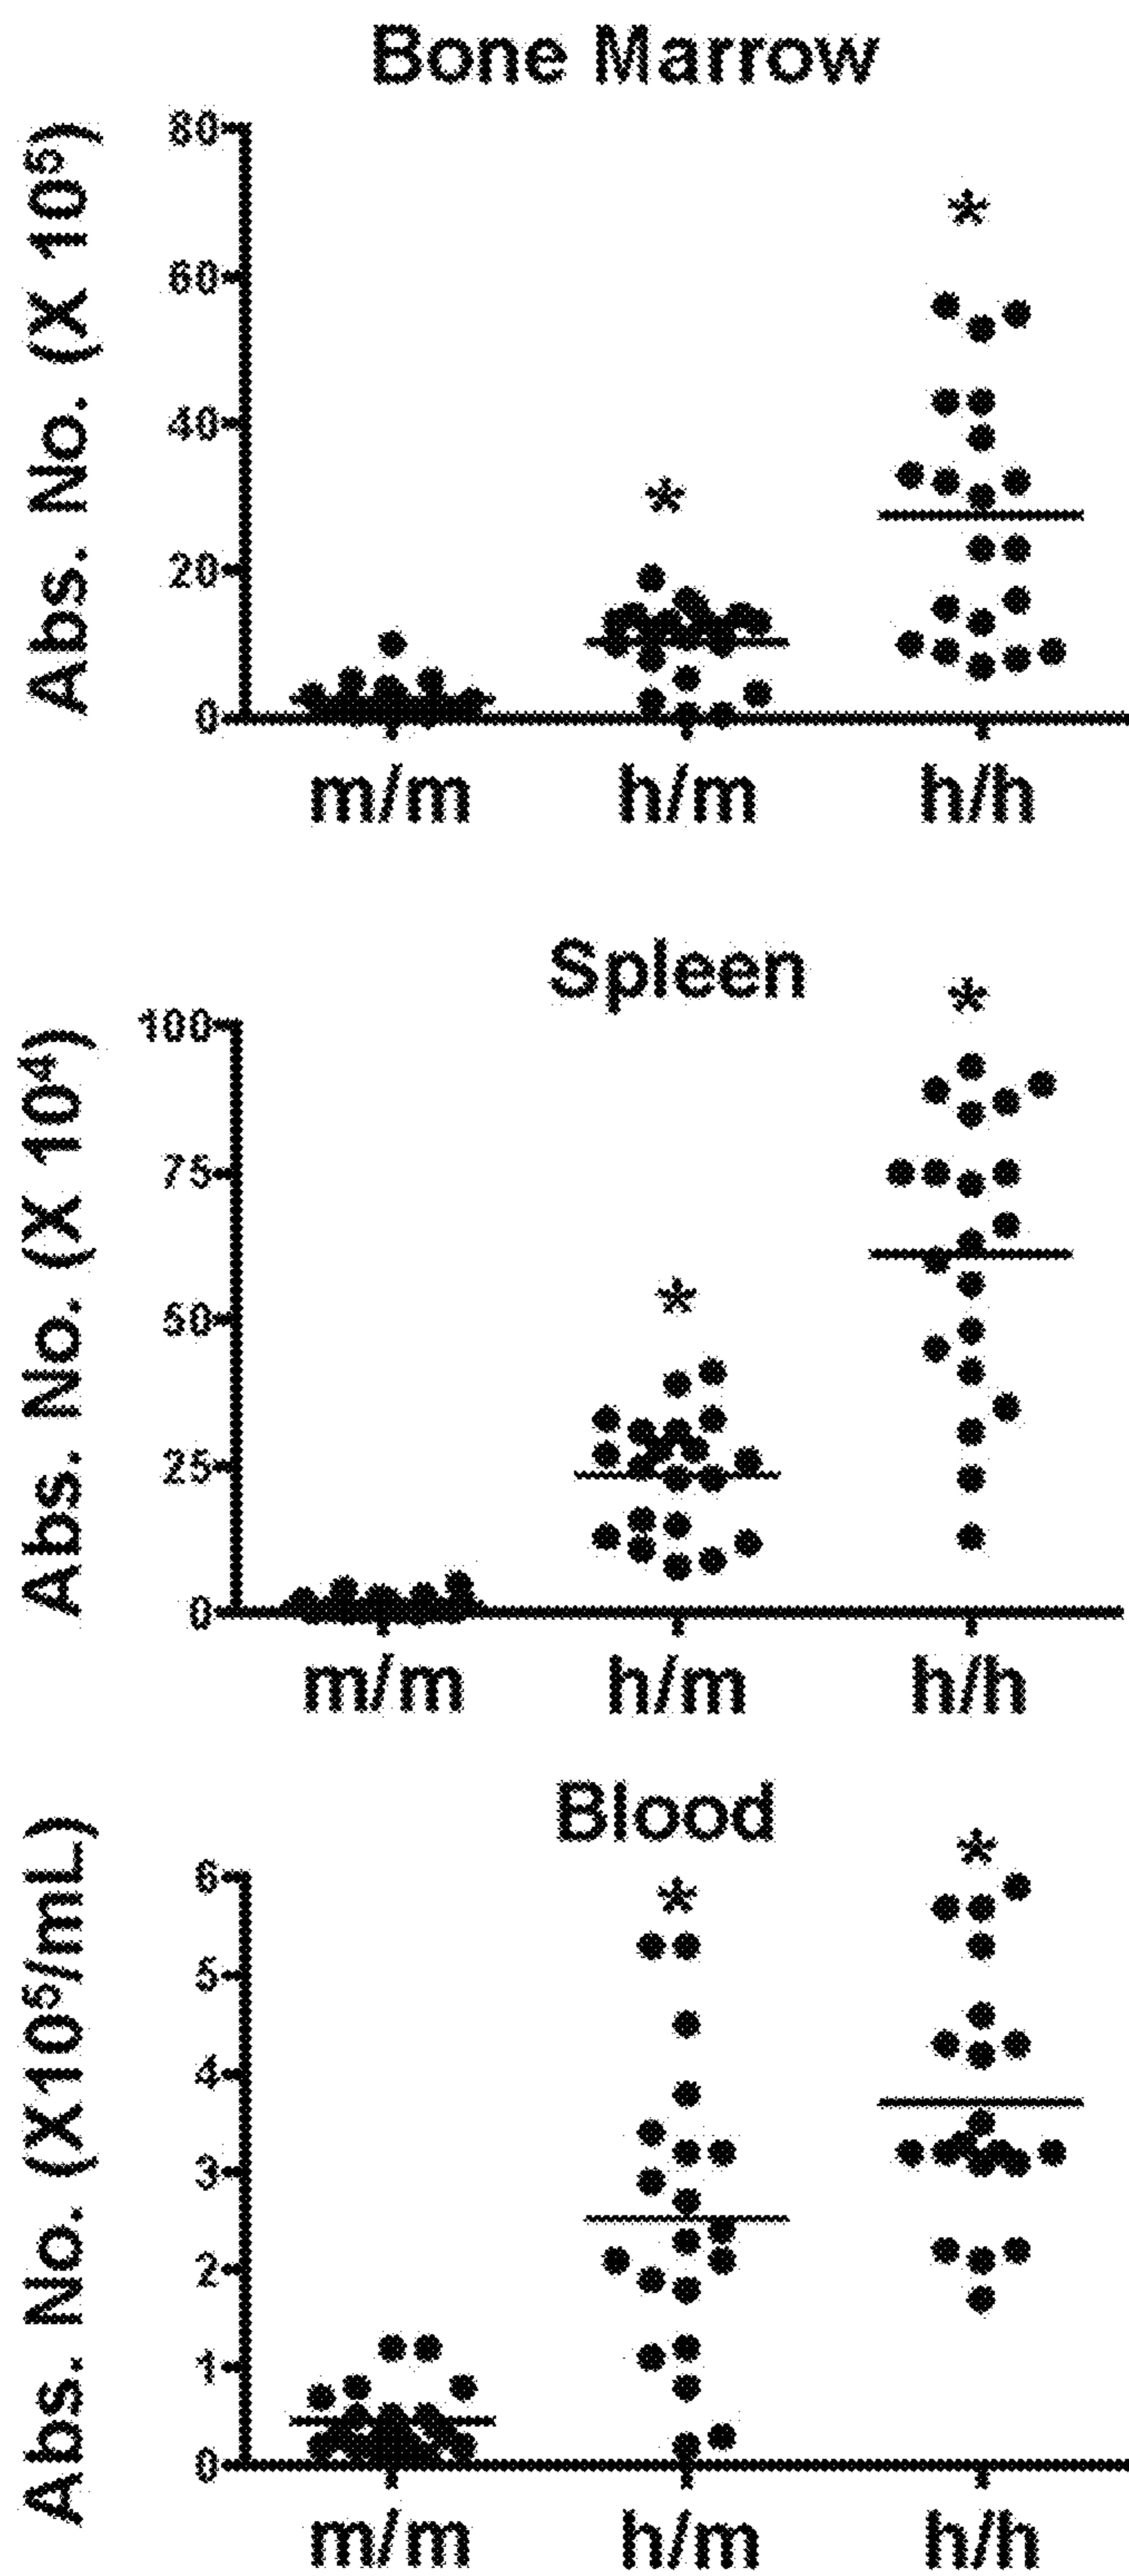 Bone Marrow
Abs. No. (X 10⁵)
80
60
40
20
0
*
*
m/m
h/m
h/h
Spleen
Abs. No. (X 10⁴)
100
75
50
25
0
*
*
m/m
h/m
h/h
Blood
Abs. No. (X10⁵/mL)
6
5
4
3
2
1
0
*
*
m/m
h/m
h/h